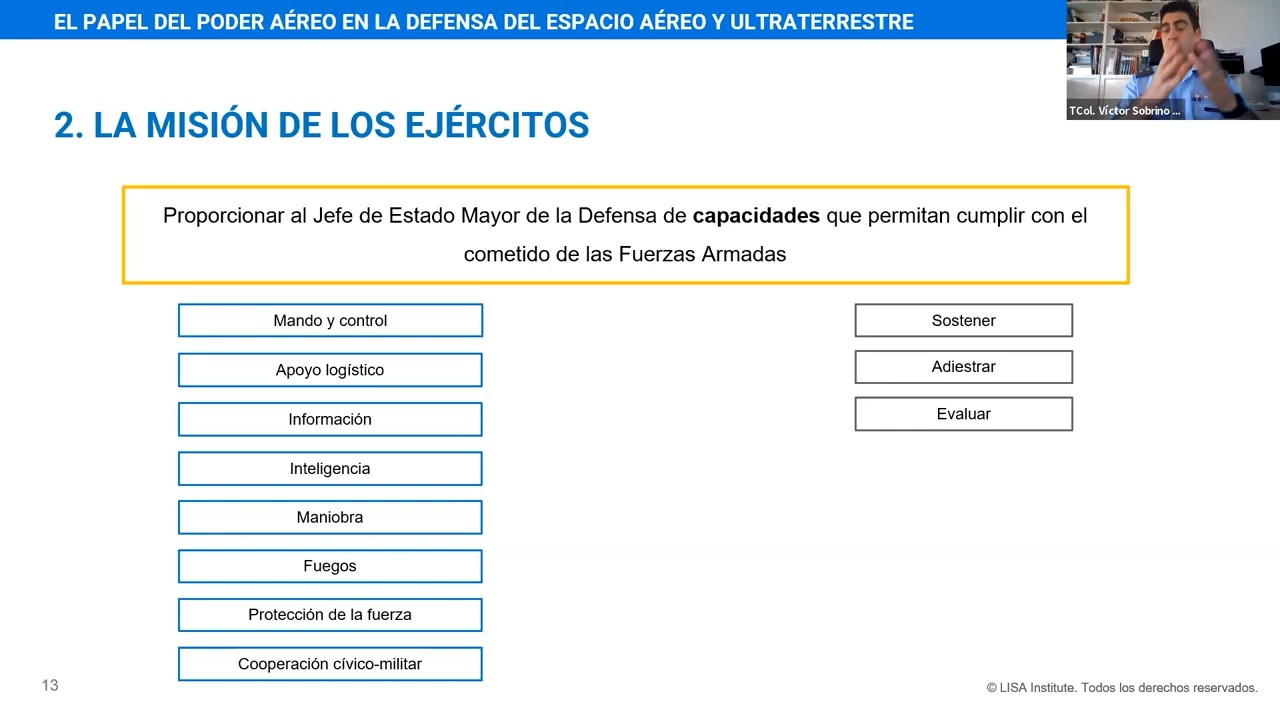 EL PAPEL DEL PODER AÉREO EN LA DEFENSA DEL ESPACIO AÉREO Y ULTRATERRESTRE
TCol. Víctor Sobrino ...
2. LA MISIÓN DE LOS EJÉRCITOS
Proporcionar al Jefe de Estado Mayor de la Defensa de capacidades que permitan cumplir con el
cometido de las Fuerzas Armadas
Mando y control
Apoyo logístico
Información
Inteligencia
Maniobra
Fuegos
Protección de la fuerza
Cooperación cívico-militar
Sostener
Adiestrar
Evaluar
13
© LISA Institute. Todos los derechos reservados.